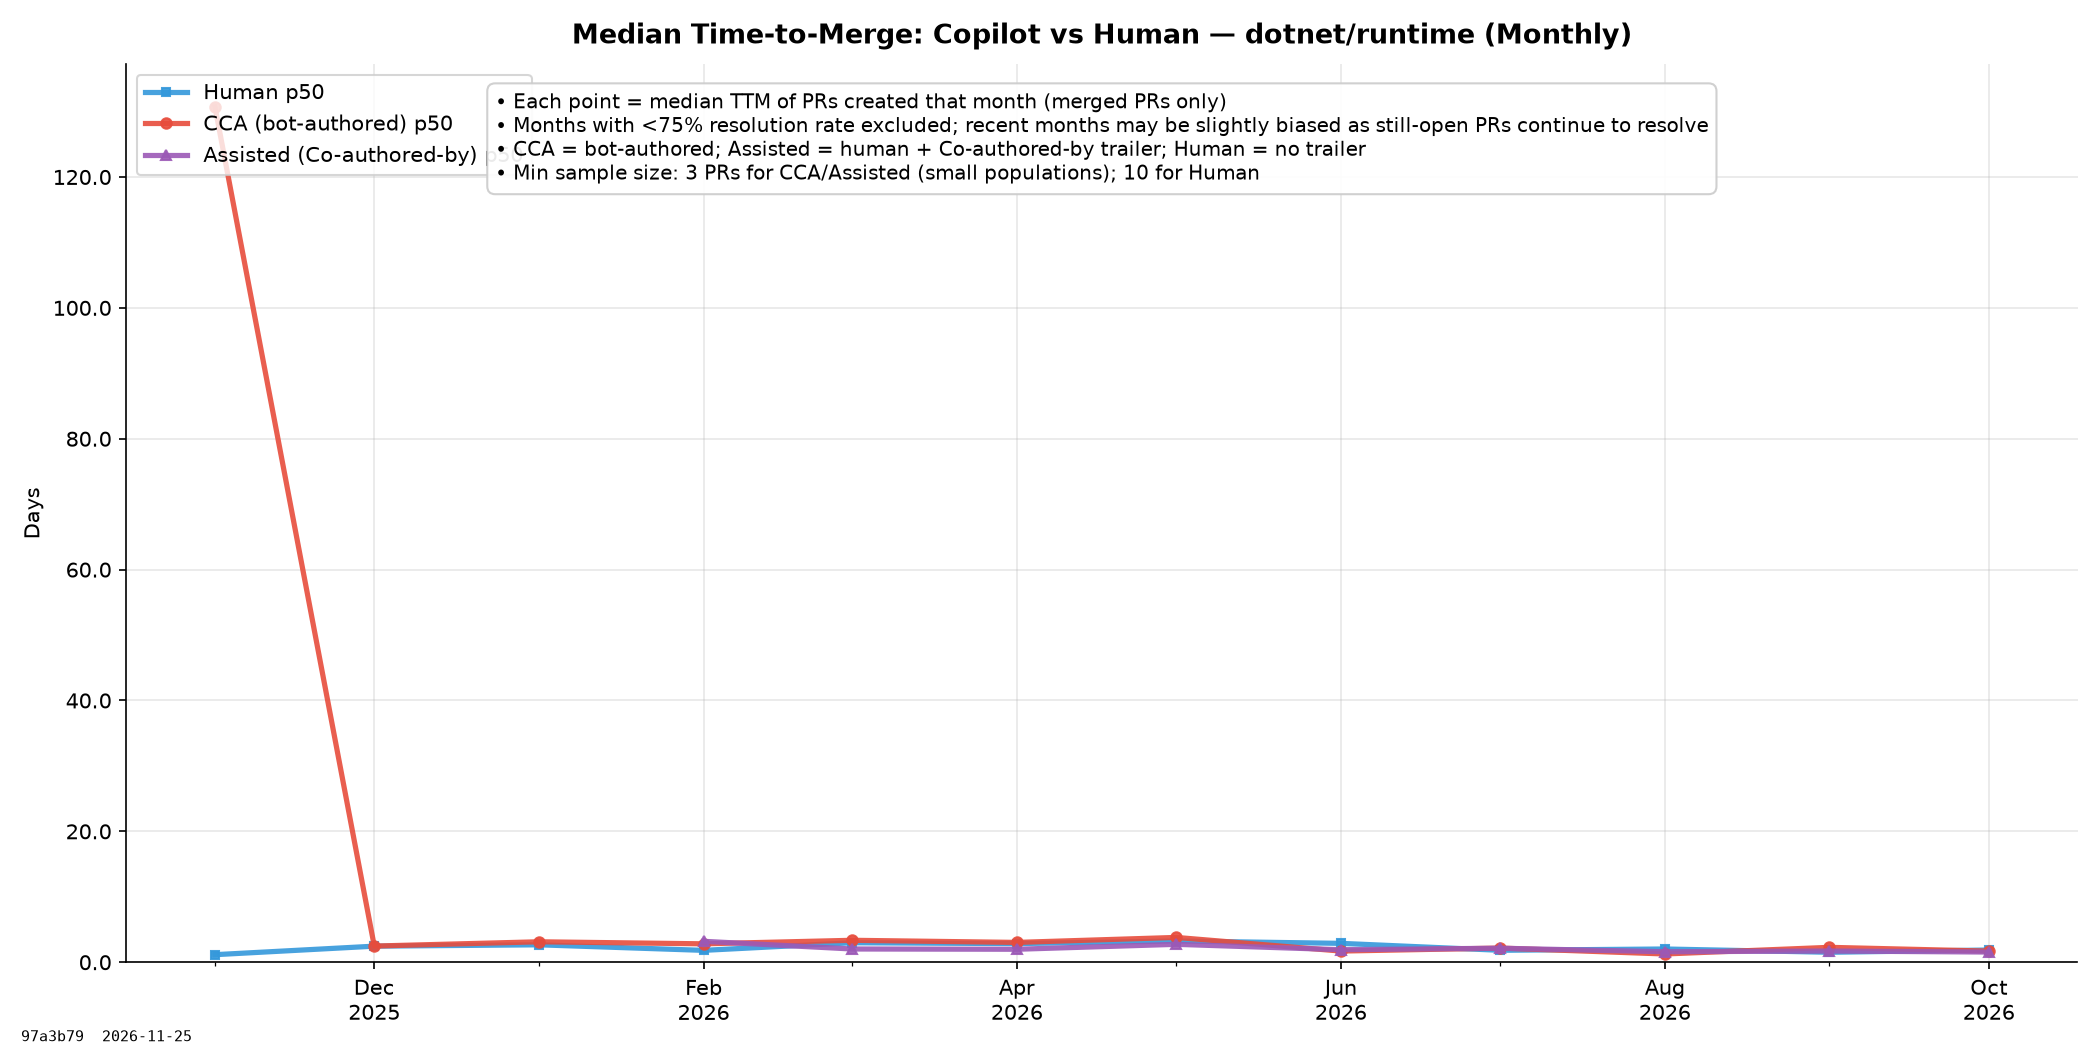 Median Time-to-Merge: Copilot vs Human — dotnet/runtime (Monthly)
Human p50
CCA (bot-authored) p50
Assisted (Co-authored-by) p50
• Each point = median TTM of PRs created that month (merged PRs only)
• Months with <75% resolution rate excluded; recent months may be slightly biased as still-open PRs continue to resolve
• CCA = bot-authored; Assisted = human + Co-authored-by trailer; Human = no trailer
• Min sample size: 3 PRs for CCA/Assisted (small populations); 10 for Human
120.0
100.0
80.0
60.0
40.0
20.0
0.0
Days
Dec
2025
Feb
2026
Apr
2026
Jun
2026
Aug
2026
Oct
2026
97a3b79 2026-11-25